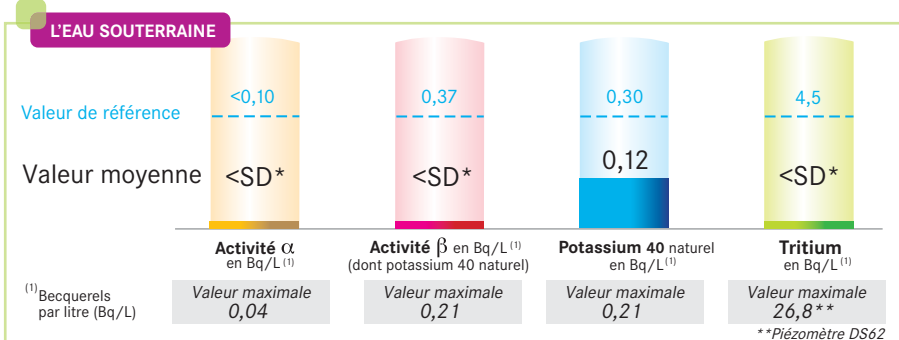 L'EAU SOUTERRAINE
Valeur de référence
<0,10
0,37
0,30
4,5
Valeur moyenne
<SD*
<SD*
0,12
<SD*
Activité α
en Bq/L (1)
Activité β en Bq/L (1)
(dont potassium 40 naturel)
Potassium 40 naturel
en Bq/L (1)
Tritium
en Bq/L (1)
(1) Becquerels
par litre (Bq/L)
Valeur maximale
0,04
Valeur maximale
0,21
Valeur maximale
0,21
Valeur maximale
26,8**
**Piézomètre DS62